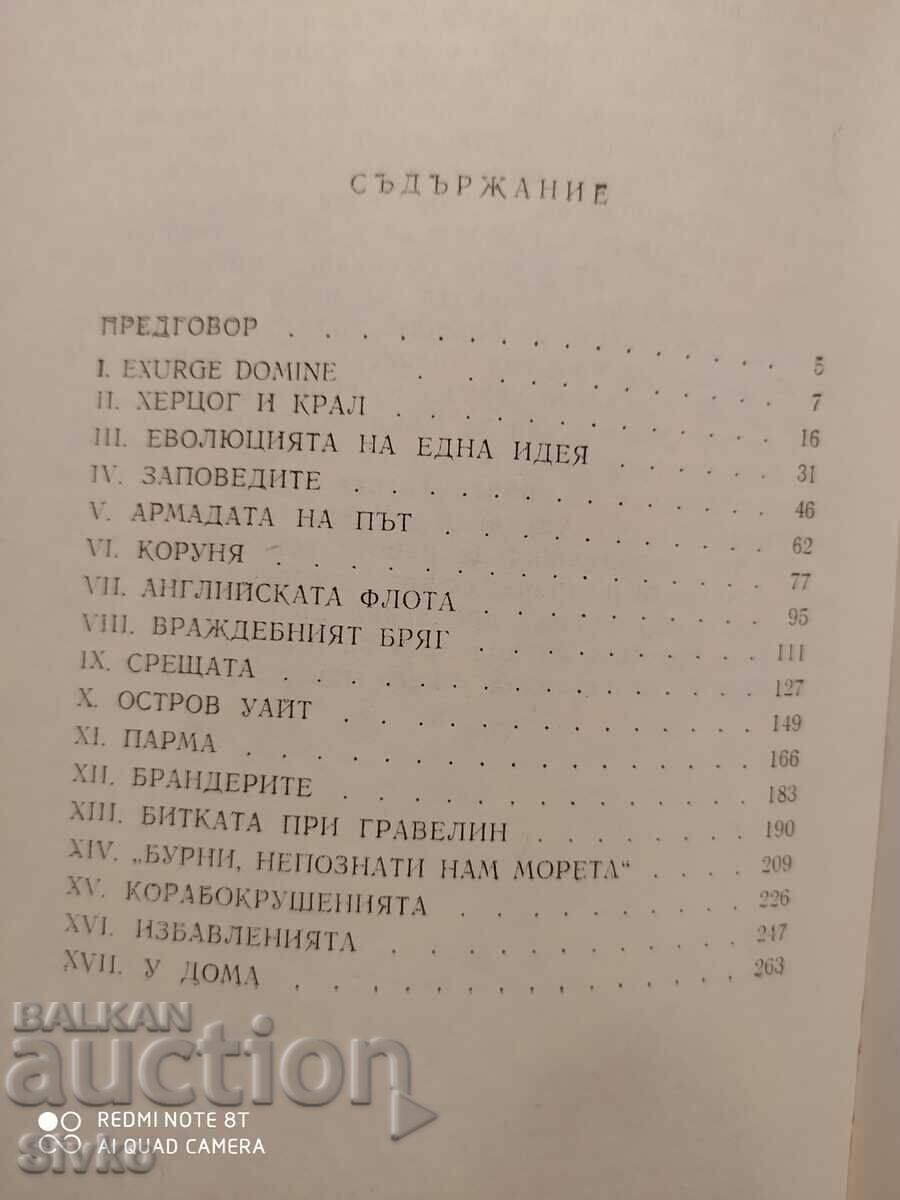 СЪДЪРЖАНИЕ
ПРЕДГОВОР . . . . . . . . . . . . . 5
I. EXURGE DOMINE . . . . . . . . . . 7
II. ХЕРЦОГ И КРАЛ . . . . . . . . . . 16
III. ЕВОЛЮЦИЯТА НА ЕДНА ИДЕЯ . . . . . 31
IV. ЗАПОВЕДИТЕ . . . . . . . . . . . 46
V. АРМАДАТА НА ПЪТ . . . . . . . . . 62
VI. КОРУНЯ . . . . . . . . . . . . . 77
VII. АНГЛИЙСКАТА ФЛОТА . . . . . . . . 95
VIII. ВРАЖДЕБНИЯТ БРЯГ . . . . . . . . 111
IX. СРЕЩАТА . . . . . . . . . . . . . 127
X. ОСТРОВ УАЙТ . . . . . . . . . . . 149
XI. ПАРМА . . . . . . . . . . . . . . 166
XII. БРАНДЕРИТЕ . . . . . . . . . . . 183
XIII. БИТКАТА ПРИ ГРАВЕЛИН . . . . . . 190
XIV. „БУРНИ, НЕПОЗНАТИ НАМ МОРЕТА“ . . . . 209
XV. КОРАБОКРУШЕНИЯТА . . . . . . . . 226
XVI. ИЗБАВЛЕНИЯТА . . . . . . . . . . 247
XVII. У ДОМА . . . . . . . . . . . . . 263
BALKAN
auction
REDMI NOTE 8T
AI QUAD CAMERA
Sivko